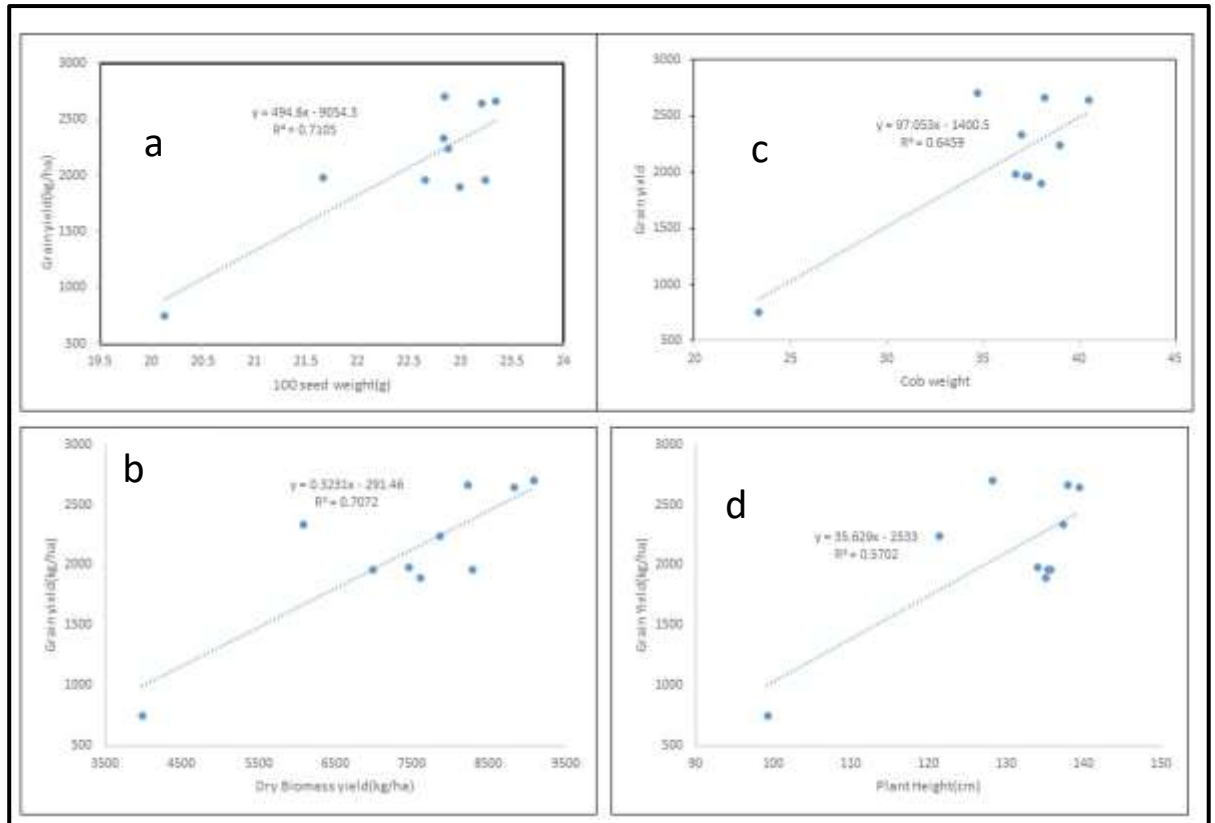 3000
2500
2000
1500
1000
500
Grain yield(kg/ha)
a
y = 494.6x - 9054.3
R² = 0.7105
19.5 20 20.5 21 21.5 22 22.5 23 23.5 24
100 seed weight(g)
3000
2500
2000
1500
1000
500
Grain yield
c
y = 97.053x - 1400.5
R² = 0.6459
20 25 30 35 40 45
Cob weight
3000
2500
2000
1500
1000
500
Grain yield(kg/ha)
b
y = 0.3231x - 291.46
R² = 0.7072
3500 4500 5500 6500 7500 8500 9500
Dry Biomass yield(kg/ha)
3000
2500
2000
1500
1000
500
Grain Yield(kg/ha)
d
y = 35.629x - 2533
R² = 0.5702
90 100 110 120 130 140 150
Plant Height(cm)